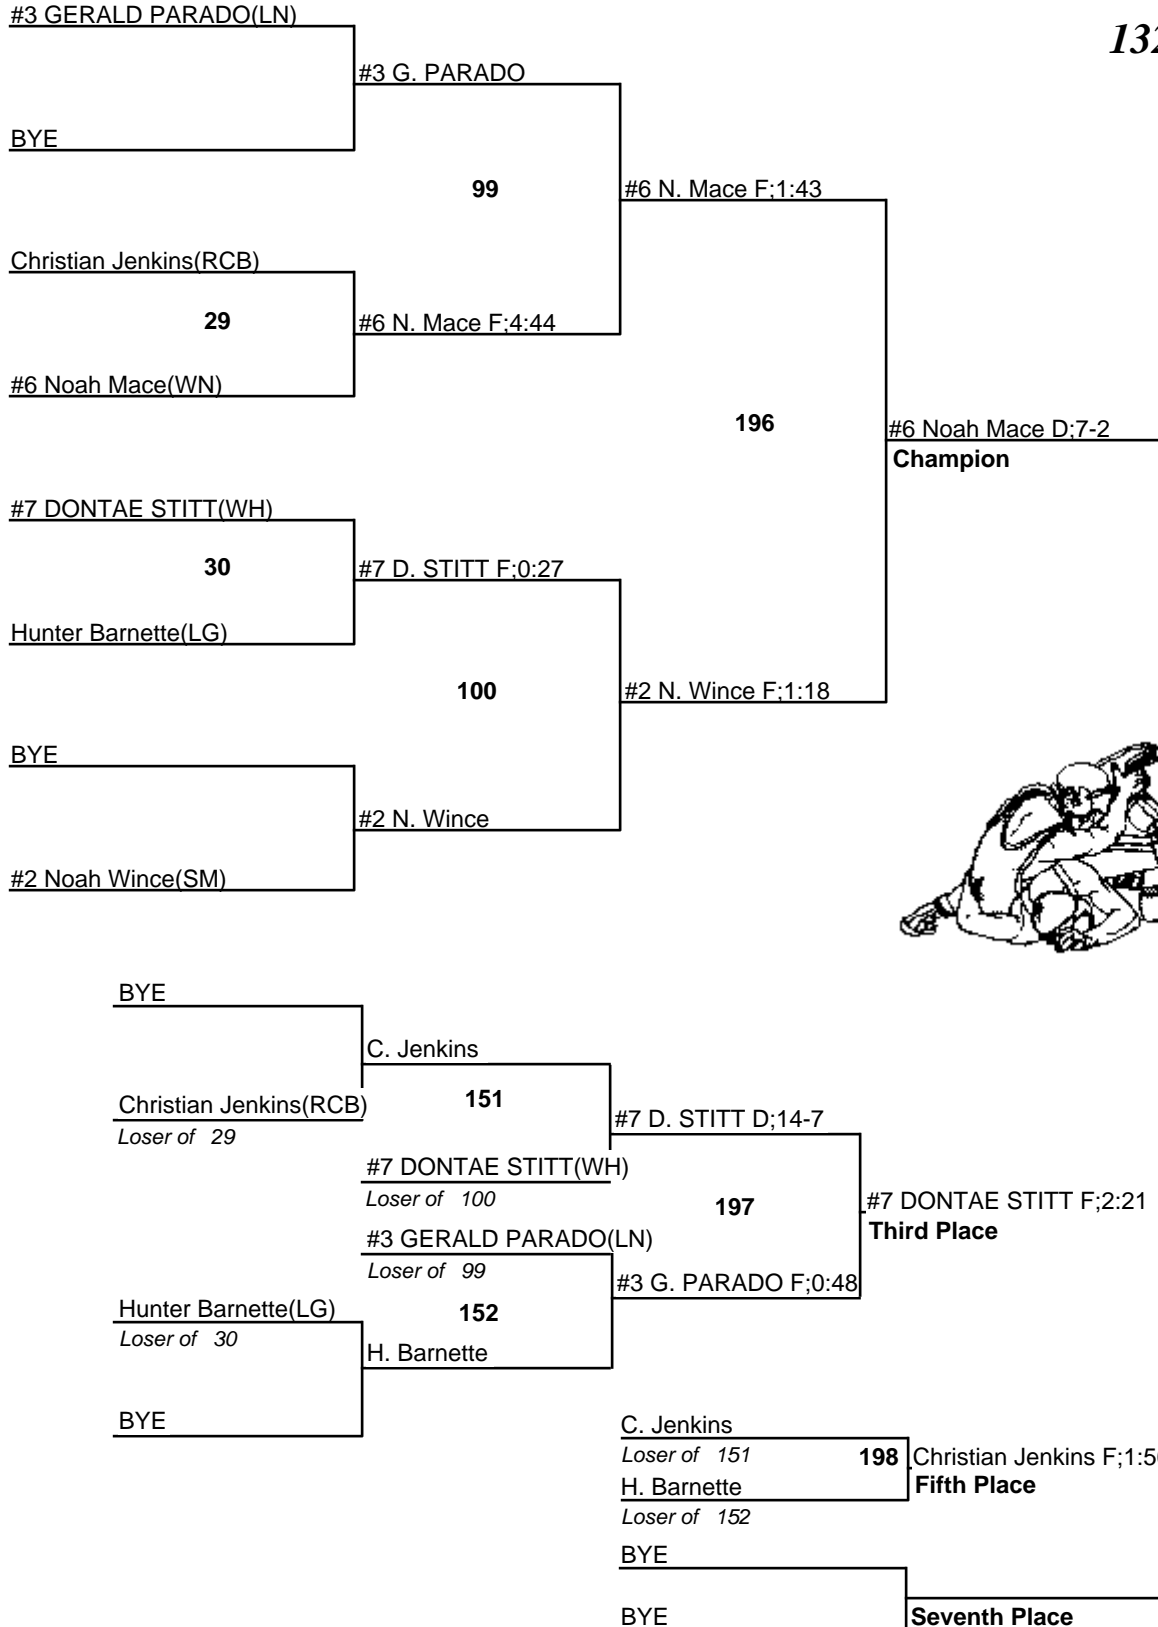 #3 GERALD PARADO(LN)
132
#3 G. PARADO
BYE
99
#6 N. Mace F;1:43
Christian Jenkins(RCB)
29
#6 N. Mace F;4:44
#6 Noah Mace(WN)
196
#6 Noah Mace D;7-2
Champion
#7 DONTAE STITT(WH)
30
#7 D. STITT F;0:27
Hunter Barnette(LG)
100
#2 N. Wince F;1:18
BYE
#2 N. Wince
#2 Noah Wince(SM)
BYE
C. Jenkins
Christian Jenkins(RCB)
151
Loser of 29
#7 D. STITT D;14-7
#7 DONTAE STITT(WH)
Loser of 100
197
#7 DONTAE STITT F;2:21
Third Place
#3 GERALD PARADO(LN)
Loser of 99
#3 G. PARADO F;0:48
Hunter Barnette(LG)
152
Loser of 30
H. Barnette
BYE
C. Jenkins
Loser of 151
198
Christian Jenkins F;1:5
Fifth Place
H. Barnette
Loser of 152
BYE
BYE
Seventh Place